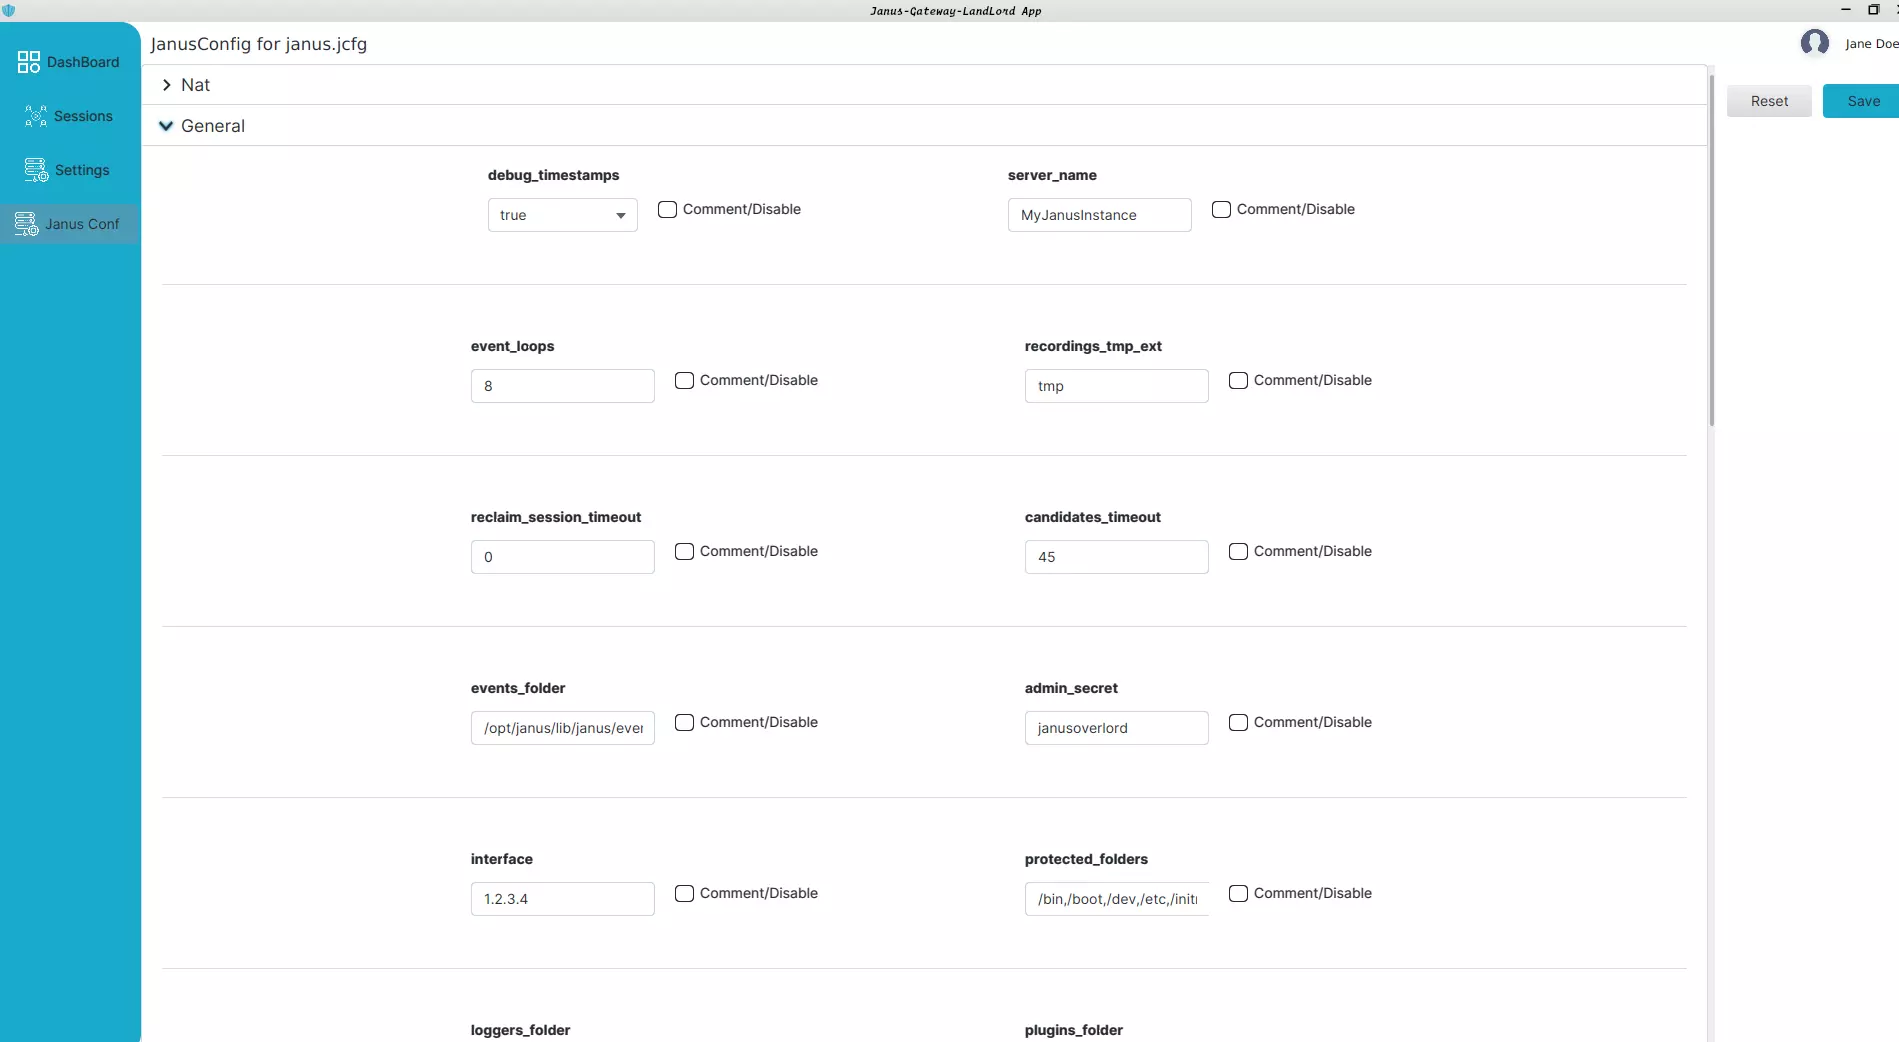 Janus-Gateway-LandLord App
DashBoard
Sessions
Settings
Janus Conf
JanusConfig for janus.jcfg
Jane Doe
Reset
Save
Nat
General
debug_timestamps
true
Comment/Disable
server_name
MyJanusInstance
Comment/Disable
event_loops
8
Comment/Disable
recordings_tmp_ext
tmp
Comment/Disable
reclaim_session_timeout
0
Comment/Disable
candidates_timeout
45
Comment/Disable
events_folder
/opt/janus/lib/janus/ever
Comment/Disable
admin_secret
janusoverlord
Comment/Disable
interface
1.2.3.4
Comment/Disable
protected_folders
/bin,/boot,/dev,/etc,/initr
Comment/Disable
loggers_folder
plugins_folder